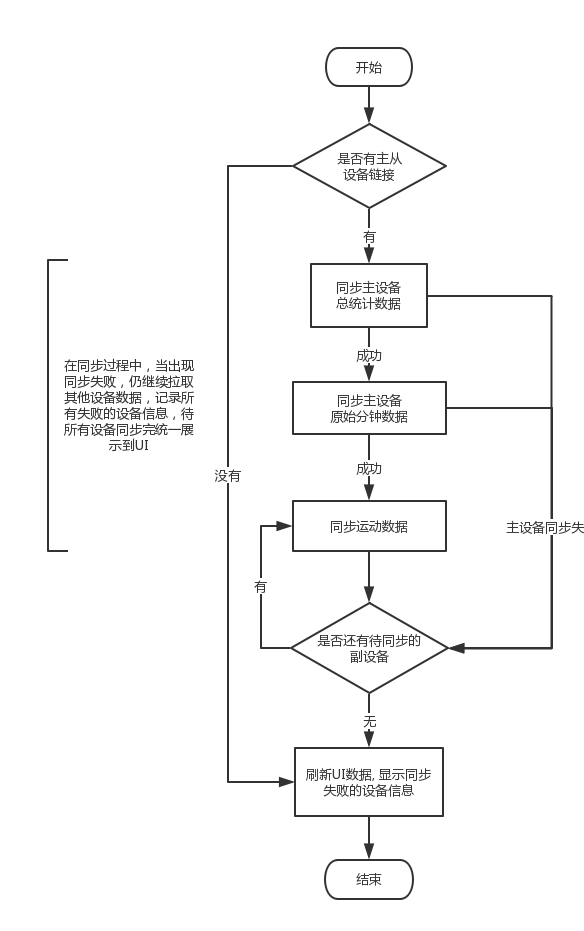 开始
是否有主从
设备链接
有
同步主设备
总统计数据
成功
在同步过程中，当出现
同步失败，仍继续拉取
其他设备数据，记录所
有失败的设备信息，待
所有设备同步完统一展
示到UI
同步主设备
原始分钟数据
成功
没有
同步运动数据
主设备同步失
有
是否还有待同步的
副设备
无
刷新UI数据, 显示同步
失败的设备信息
结束